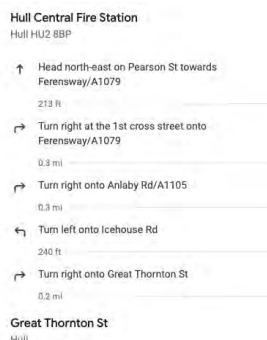 Hull Central Fire Station
Hull HU2 8BP
Head north-east on Pearson St towards
Ferensway/A1079
213 ft
Turn right at the 1st cross street onto
Ferensway/A1079
0.3 mi
Turn right onto Anlaby Rd/A1105
0.3 mi
Turn left onto Icehouse Rd
240 ft
Turn right onto Great Thornton St
0.2 mi
Great Thornton St
Hull